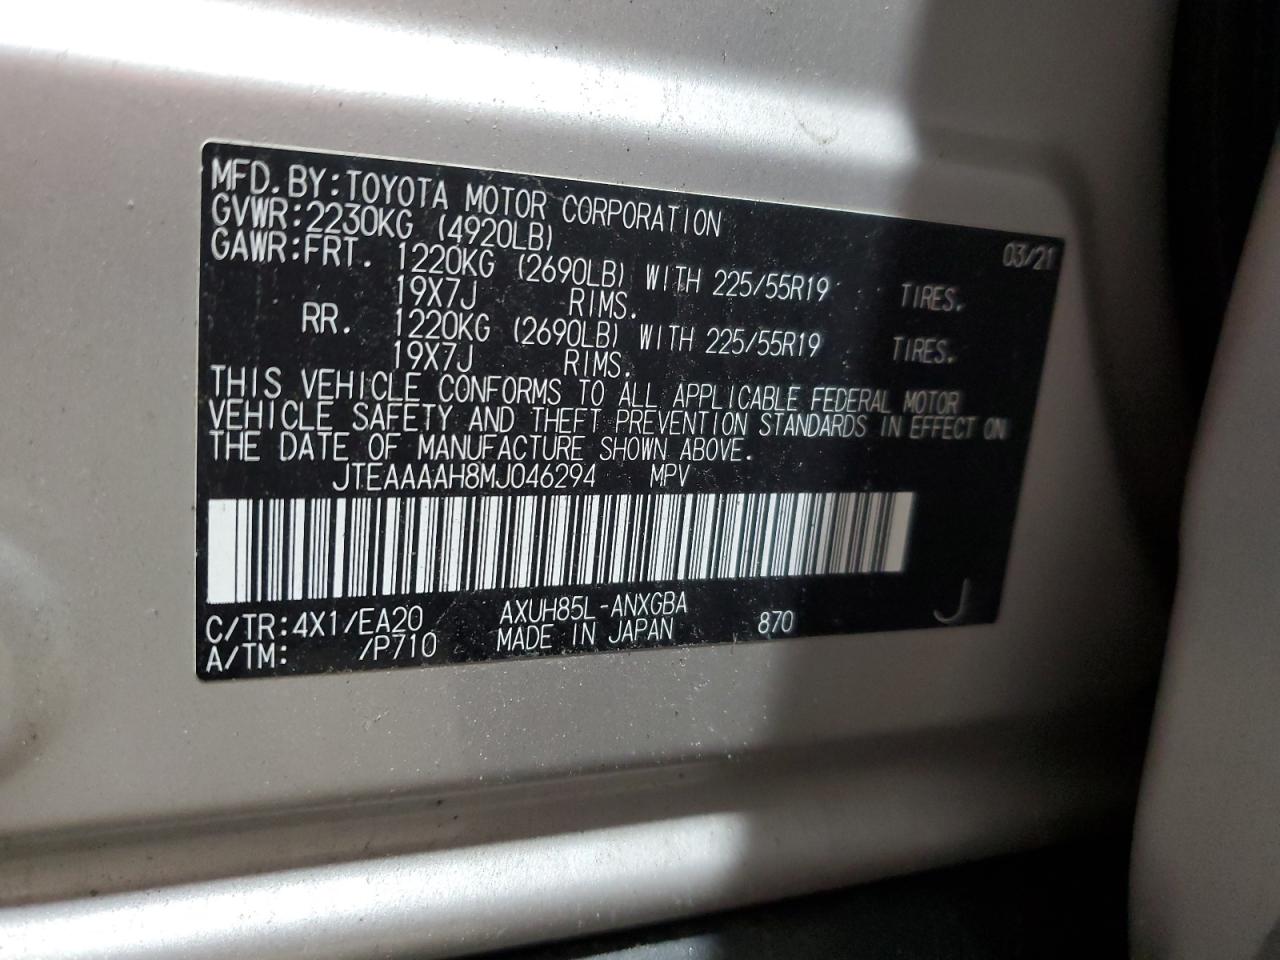 MFD. BY: TOYOTA MOTOR CORPORATION 03/21
GVWR: 2230KG (4920LB)
GAWR: FRT. 1220KG (2690LB) WITH 225/55R19 TIRES.
19X7J RIMS.
RR. 1220KG (2690LB) WITH 225/55R19 TIRES.
19X7J RIMS.
THIS VEHICLE CONFORMS TO ALL APPLICABLE FEDERAL MOTOR
VEHICLE SAFETY AND THEFT PREVENTION STANDARDS IN EFFECT ON
THE DATE OF MANUFACTURE SHOWN ABOVE.
JTEAAAAH8MJ046294 MPV
C/TR: 4X1/EA20 AXUH85L-ANXGBA 870 J
A/TM: /P710 MADE IN JAPAN